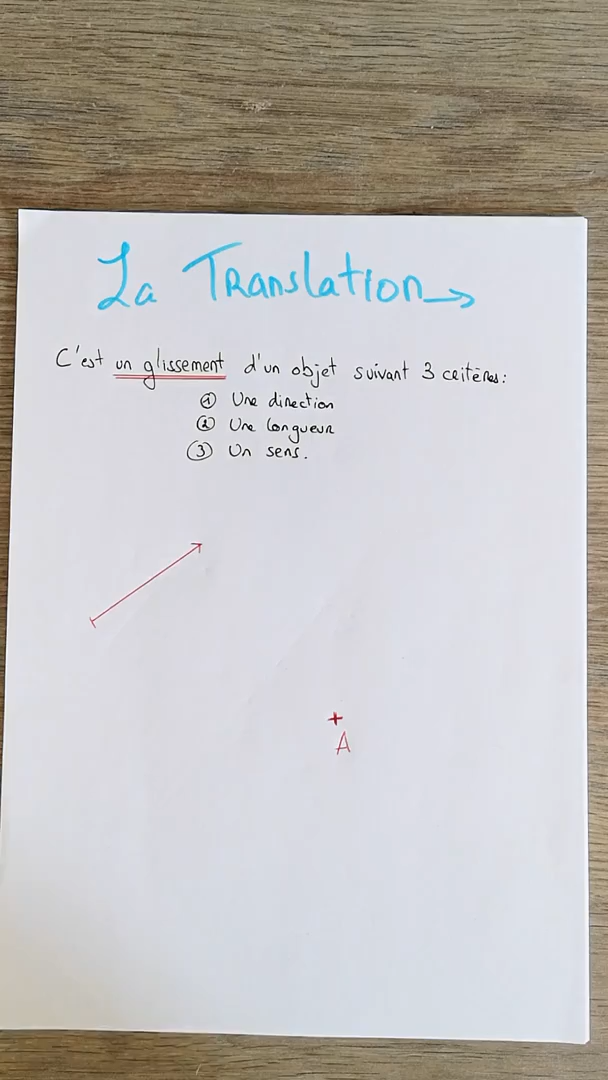 La Translation
C'est un glissement d'un objet suivant 3 critères:
① Une direction
② Une longueur
③ Un sens.
A